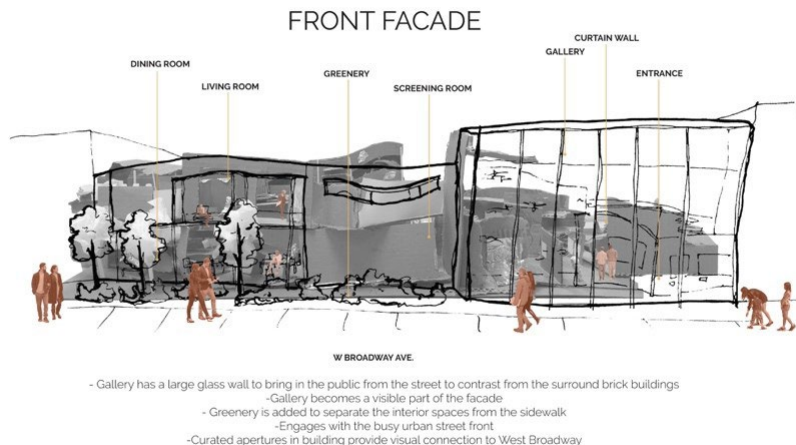 FRONT FACADE
CURTAIN WALL
GALLERY
DINING ROOM
ENTRANCE
GREENERY
LIVING ROOM
SCREENING ROOM
W BROADWAY AVE.
- Gallery has a large glass wall to bring in the public from the street to contrast from the surround brick buildings
-Gallery becomes a visible part of the facade
- Greenery is added to separate the interior spaces from the sidewalk
-Engages with the busy urban street front
-Curated apertures in building provide visual connection to West Broadway